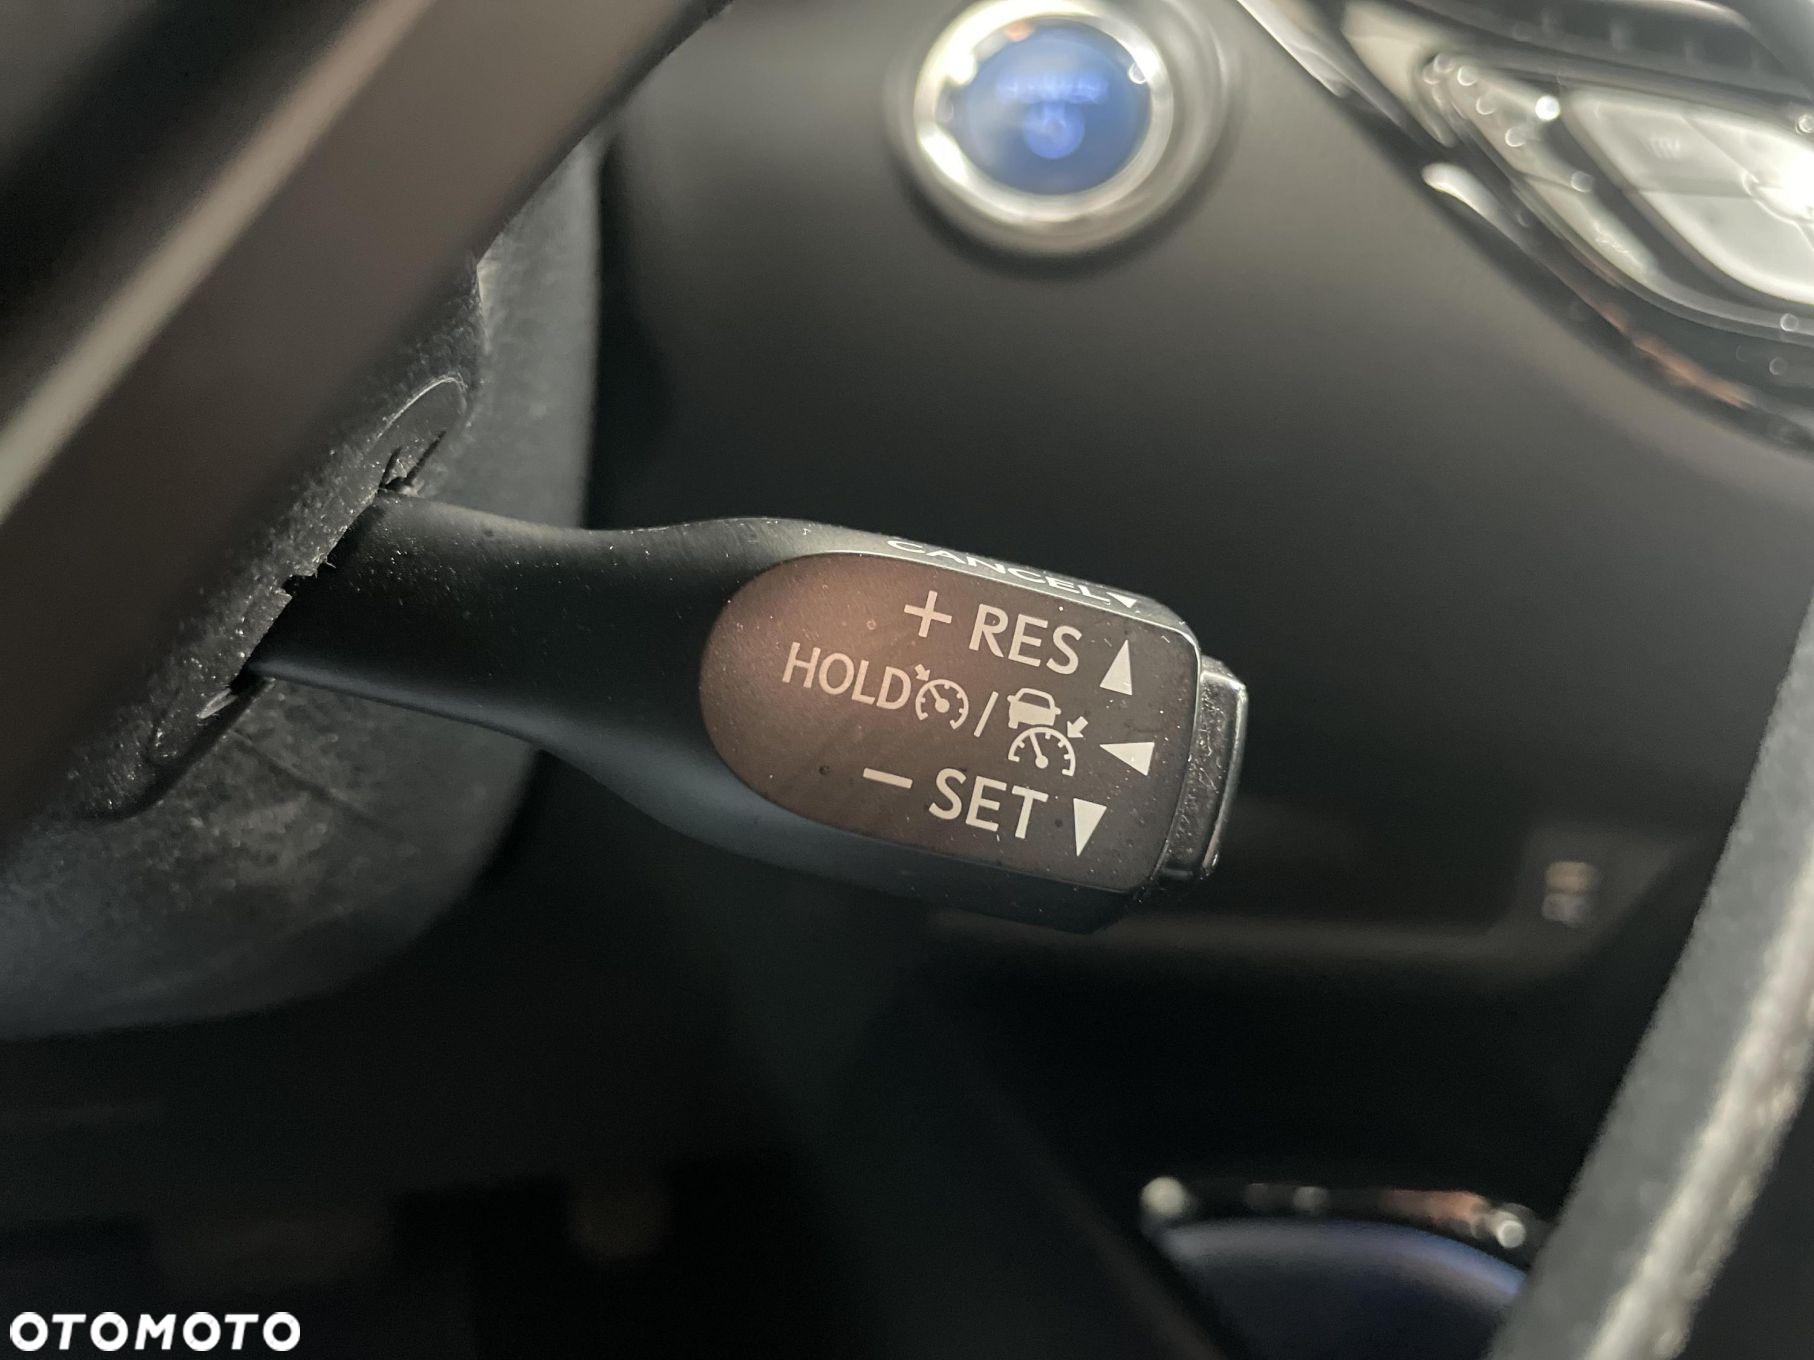 CANCEL▼
+ RES ▲
HOLD / ◀
− SET ▼
OTOMOTO